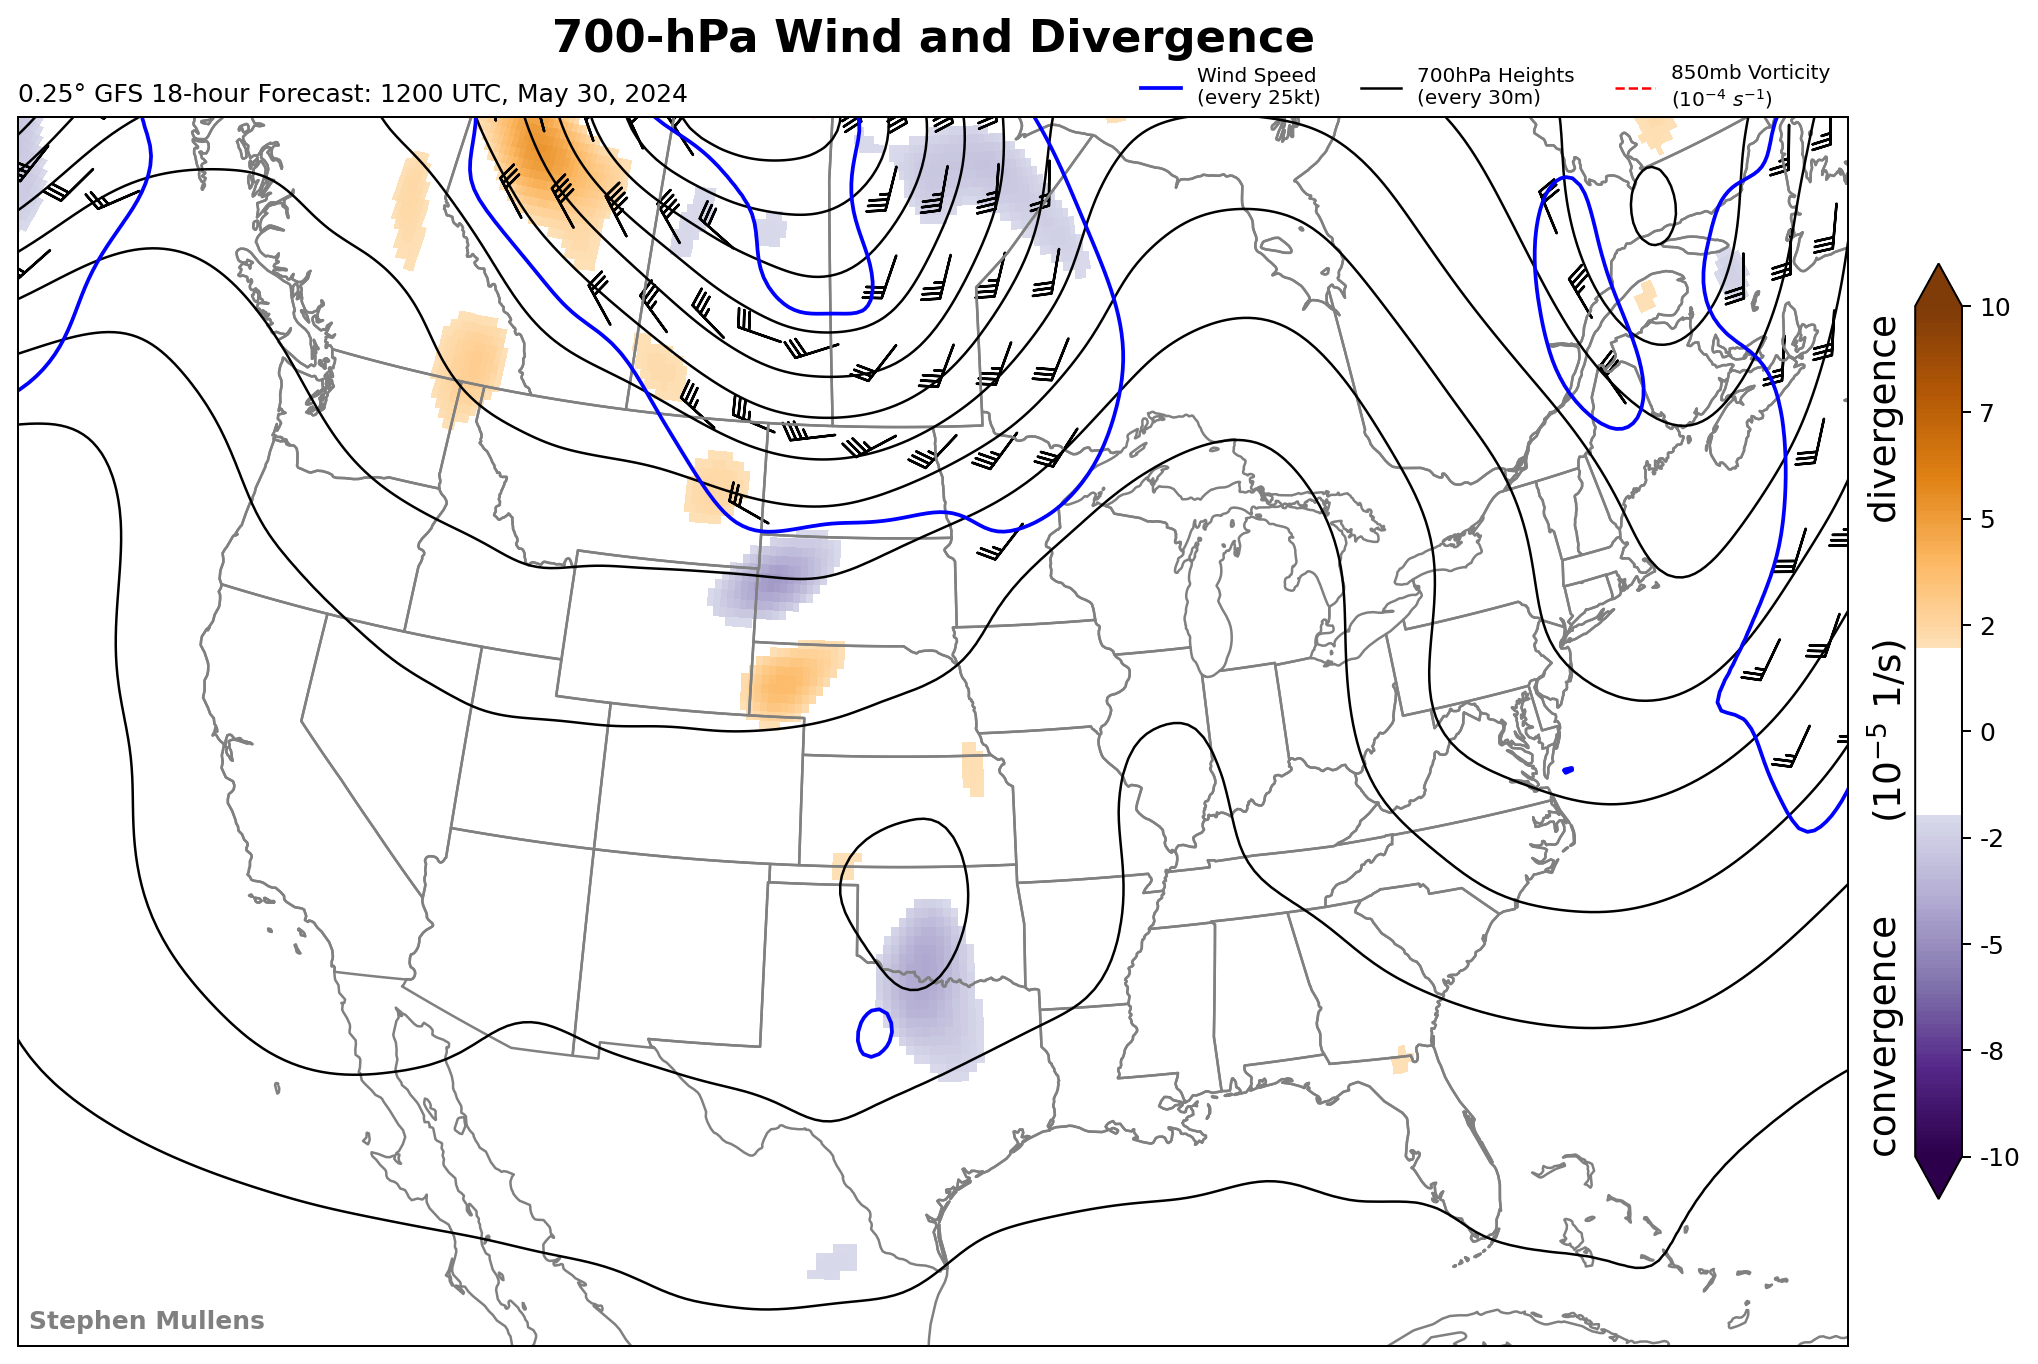 700-hPa Wind and Divergence
0.25° GFS 18-hour Forecast: 1200 UTC, May 30, 2024
Wind Speed
(every 25kt)
700hPa Heights
(every 30m)
850mb Vorticity
(10⁻⁴ s⁻¹)
10
7
5
2
0
-2
-5
-8
-10
convergence (10⁻⁵ 1/s) divergence
Stephen Mullens